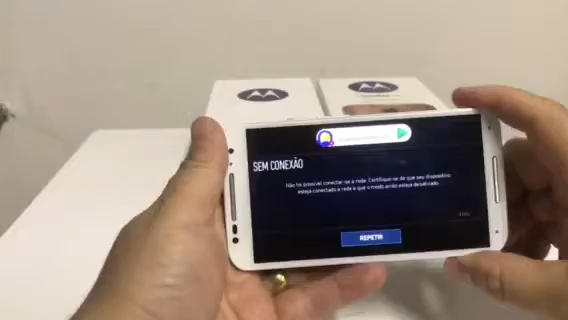 SEM CONEXÃO
Não foi possível conectar-se a rede. Certifique-se de que seu dispositivo
esteja conectado a rede e que o modo avião esteja desativado.
REPETIR